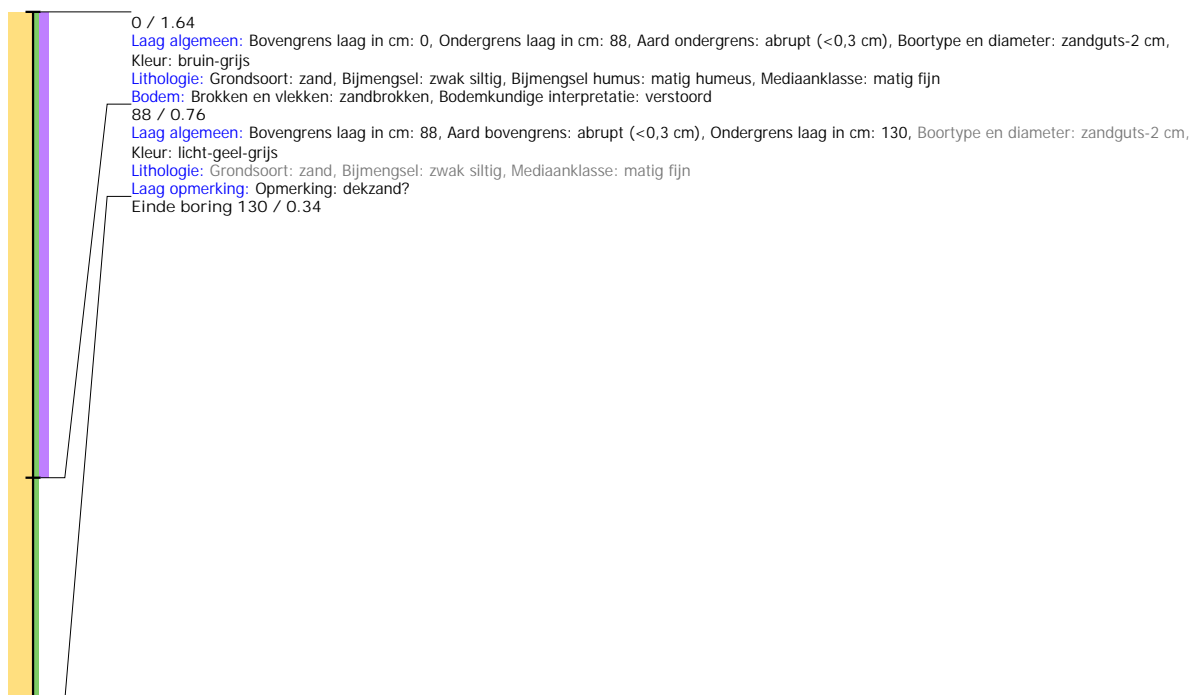 0 / 1.64
Laag algemeen: Bovengrens laag in cm: 0, Ondergrens laag in cm: 88, Aard ondergrens: abrupt (<0,3 cm), Boortype en diameter: zandguts-2 cm,
Kleur: bruin-grijs
Lithologie: Grondsoort: zand, Bijmengsel: zwak siltig, Bijmengsel humus: matig humeus, Mediaanklasse: matig fijn
Bodem: Brokken en vlekken: zandbrokken, Bodemkundige interpretatie: verstoord
88 / 0.76
Laag algemeen: Bovengrens laag in cm: 88, Aard bovengrens: abrupt (<0,3 cm), Ondergrens laag in cm: 130, Boortype en diameter: zandguts-2 cm,
Kleur: licht-geel-grijs
Lithologie: Grondsoort: zand, Bijmengsel: zwak siltig, Mediaanklasse: matig fijn
Laag opmerking: Opmerking: dekzand?
Einde boring 130 / 0.34